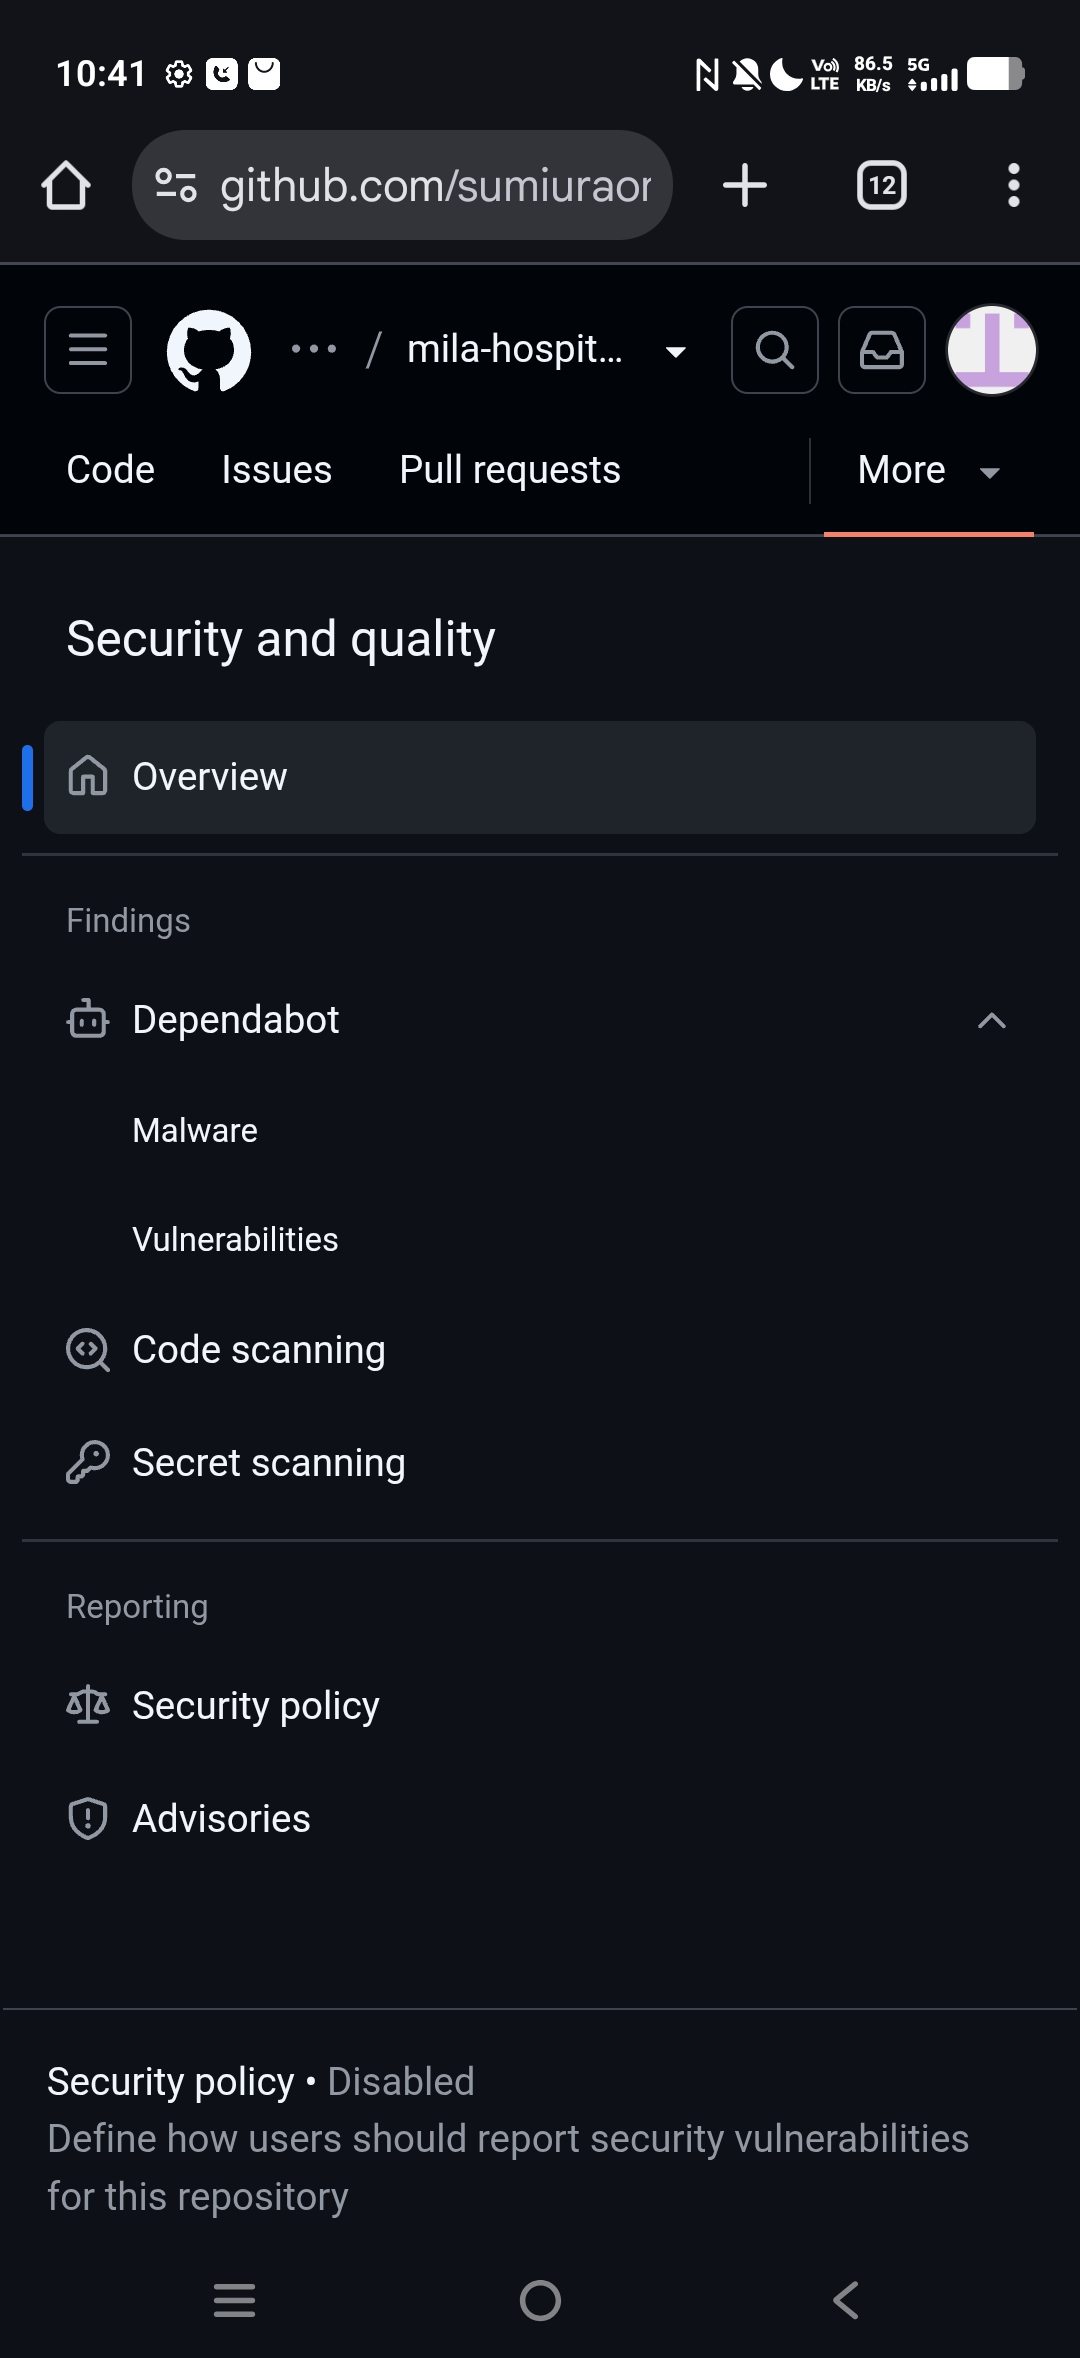 10:41
Vo)) LTE 86.5 KB/s 5G
github.com/sumiuraor
12
... / mila-hospit...
Code Issues Pull requests More
Security and quality
Overview
Findings
Dependabot
Malware
Vulnerabilities
Code scanning
Secret scanning
Reporting
Security policy
Advisories
Security policy • Disabled
Define how users should report security vulnerabilities
for this repository